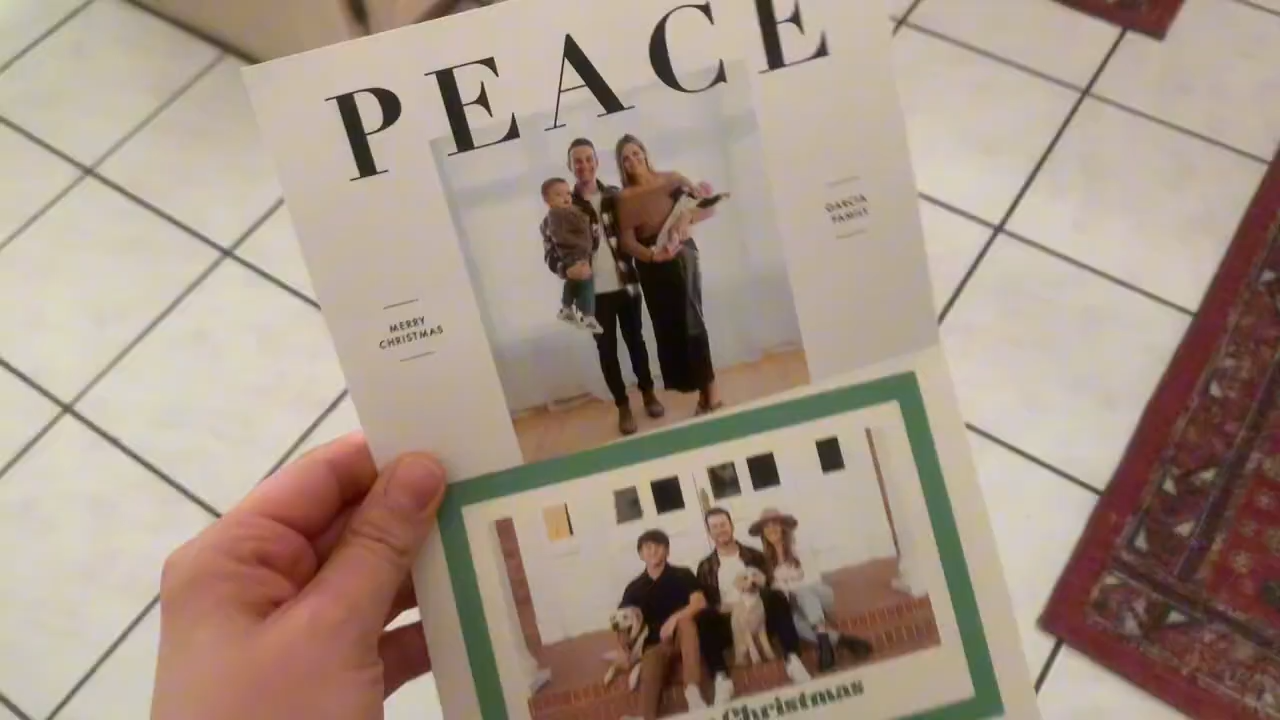 PEACE
GARCIA
FAMILY
MERRY
CHRISTMAS
Christmas